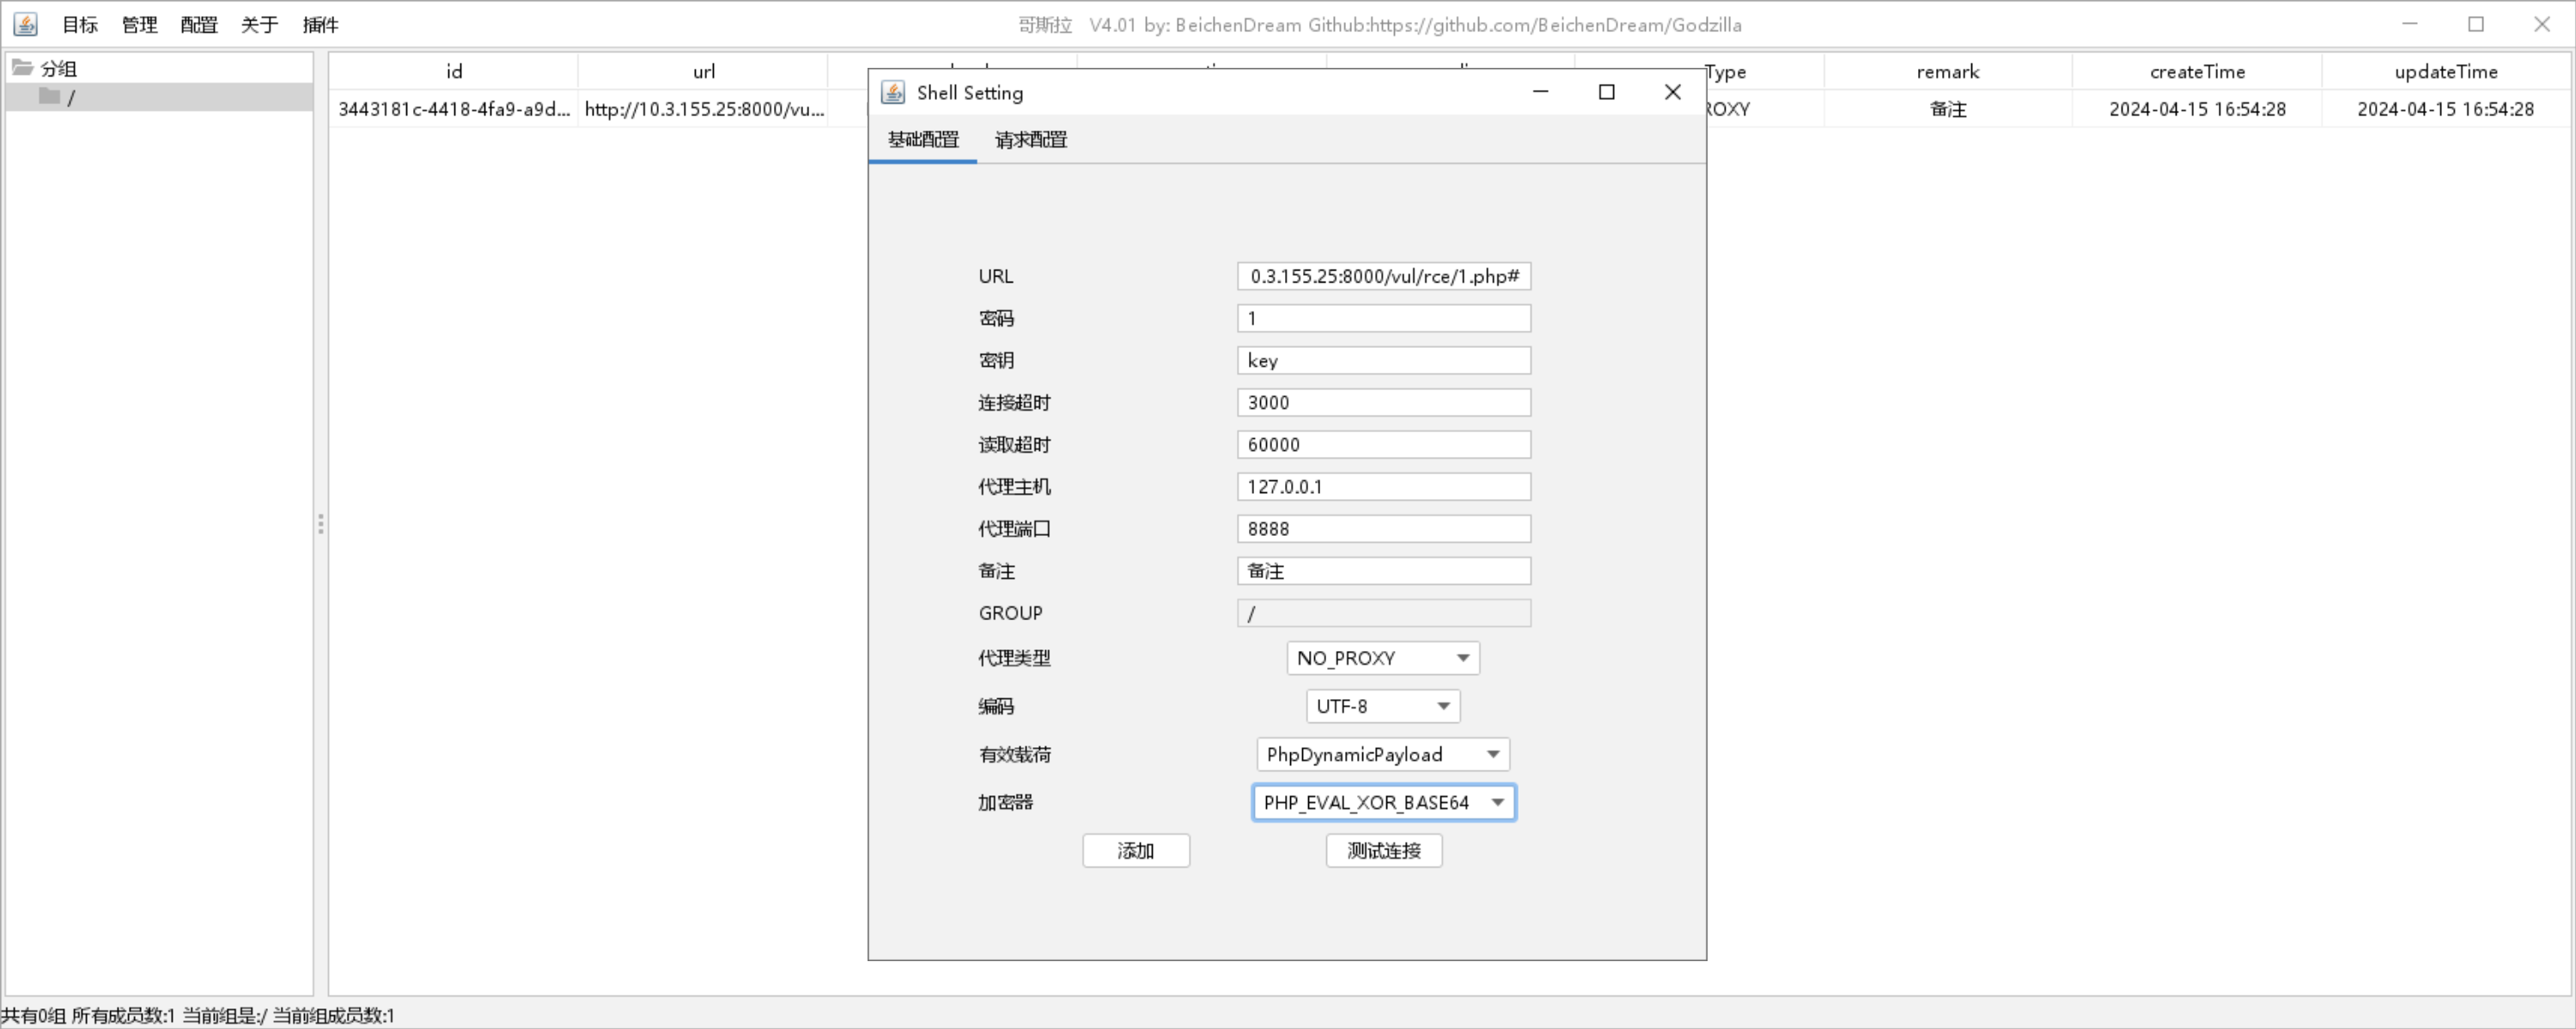 目标 管理 配置 关于 插件 哥斯拉 V4.01 by: BeichenDream Github:https://github.com/BeichenDream/Godzilla
分组
/
id url Type remark createTime updateTime
3443181c-4418-4fa9-a9d... http://10.3.155.25:8000/vu... ROXY 备注 2024-04-15 16:54:28 2024-04-15 16:54:28
Shell Setting
基础配置 请求配置
URL 0.3.155.25:8000/vul/rce/1.php#
密码 1
密钥 key
连接超时 3000
读取超时 60000
代理主机 127.0.0.1
代理端口 8888
备注 备注
GROUP /
代理类型 NO_PROXY
编码 UTF-8
有效载荷 PhpDynamicPayload
加密器 PHP_EVAL_XOR_BASE64
添加 测试连接
共有0组 所有成员数:1 当前组是:/ 当前组成员数:1